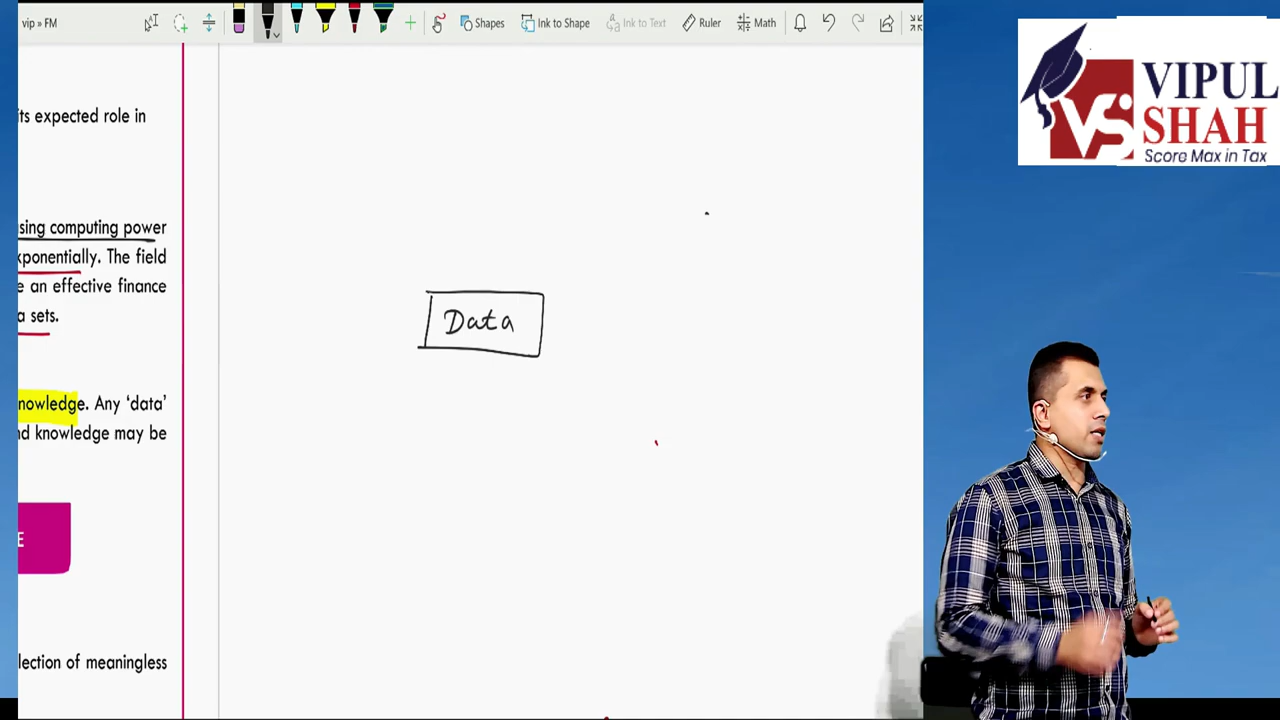 vip » FM
Shapes
Ink to Shape
Ink to Text
Ruler
Math
its expected role in
sing computing power
xponentially. The field
e an effective finance
a sets.
nowledge. Any ‘data’
nd knowledge may be
E
lection of meaningless
Data
VIPUL
VS
SHAH
Score Max in Tax